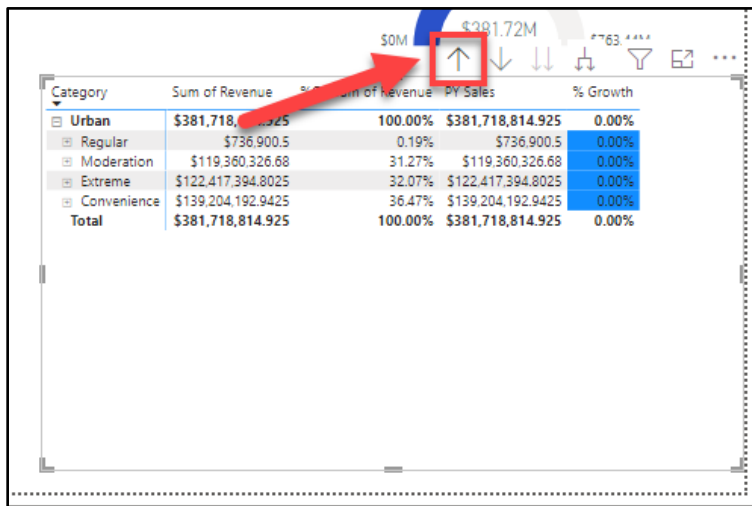 $381.72M
$0M
Category Sum of Revenue of Revenue PY Sales % Growth
Urban 100.00% $381,718,814.925 0.00%
Regular $736,900.5 0.19% $736,900.5 0.00%
Moderation $119,360,326.68 31.27% $119,360,326.68 0.00%
Extreme $122,417,394.8025 32.07% $122,417,394.8025 0.00%
Convenience $139,204,192.9425 36.47% $139,204,192.9425 0.00%
Total $381,718,814.925 100.00% $381,718,814.925 0.00%